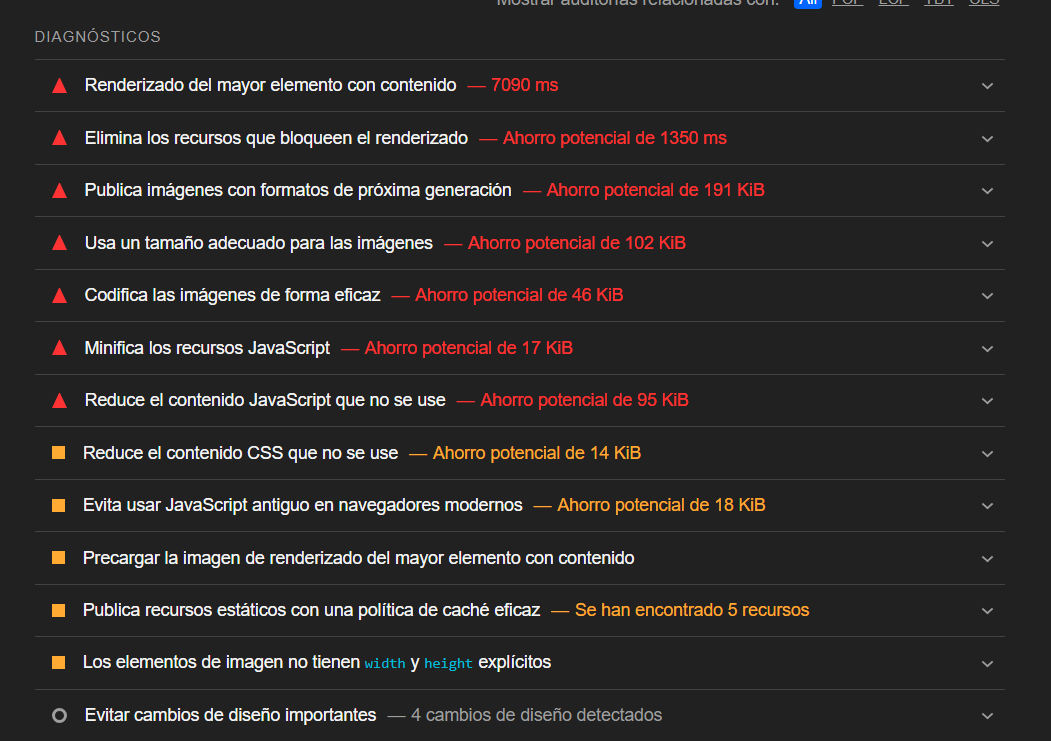 Mostrar auditorías relacionadas con: All FCP LCP TBT CLS
DIAGNÓSTICOS
Renderizado del mayor elemento con contenido — 7090 ms
Elimina los recursos que bloqueen el renderizado — Ahorro potencial de 1350 ms
Publica imágenes con formatos de próxima generación — Ahorro potencial de 191 KiB
Usa un tamaño adecuado para las imágenes — Ahorro potencial de 102 KiB
Codifica las imágenes de forma eficaz — Ahorro potencial de 46 KiB
Minifica los recursos JavaScript — Ahorro potencial de 17 KiB
Reduce el contenido JavaScript que no se use — Ahorro potencial de 95 KiB
Reduce el contenido CSS que no se use — Ahorro potencial de 14 KiB
Evita usar JavaScript antiguo en navegadores modernos — Ahorro potencial de 18 KiB
Precargar la imagen de renderizado del mayor elemento con contenido
Publica recursos estáticos con una política de caché eficaz — Se han encontrado 5 recursos
Los elementos de imagen no tienen width y height explícitos
Evitar cambios de diseño importantes — 4 cambios de diseño detectados